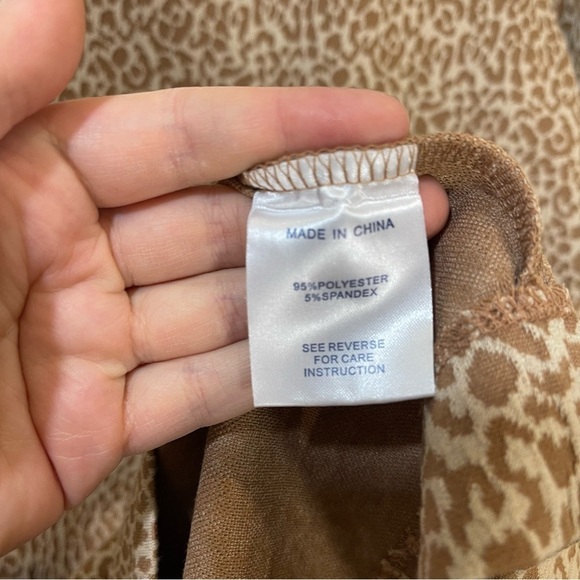 MADE IN CHINA
95%POLYESTER
5%SPANDEX
SEE REVERSE
FOR CARE
INSTRUCTION